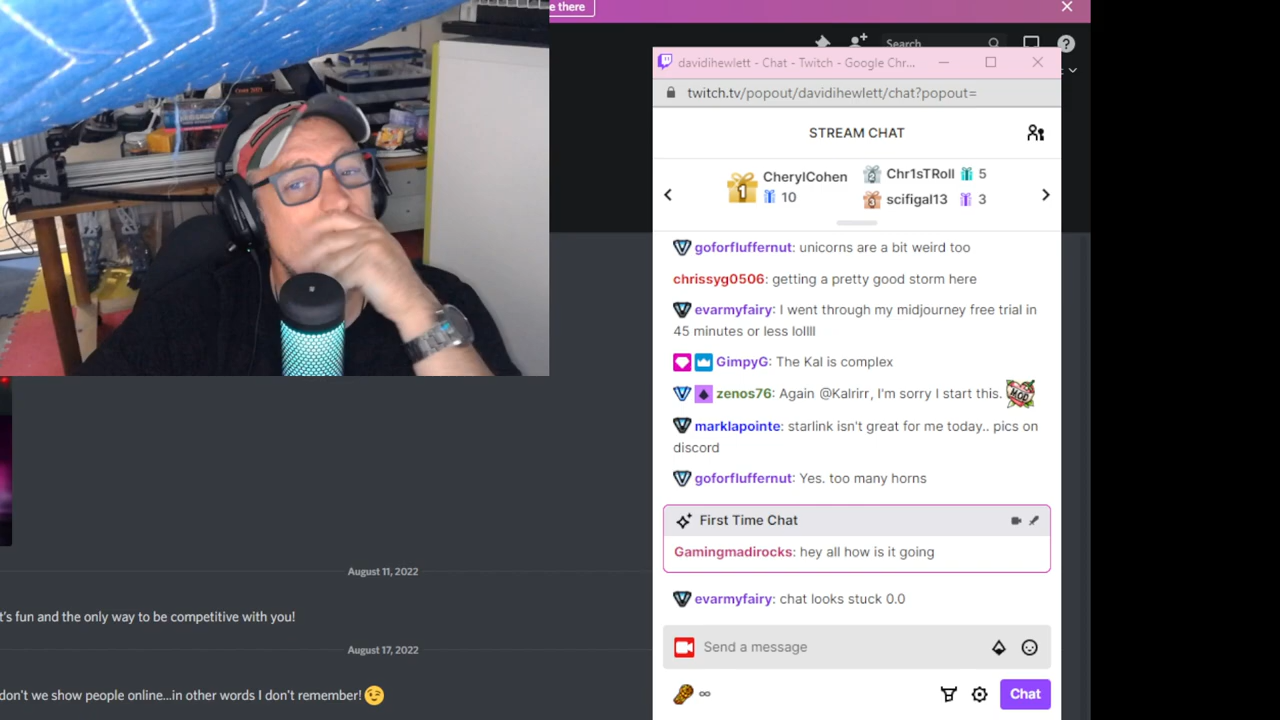 e there
Search
davidihewlett - Chat - Twitch - Google Chr...
twitch.tv/popout/davidihewlett/chat?popout=
STREAM CHAT
1 CherylCohen
10
2 Chr1sTRoll 5
3 scifigal13 3
goforfluffernut: unicorns are a bit weird too
chrissyg0506: getting a pretty good storm here
evarmyfairy: I went through my midjourney free trial in
45 minutes or less lollll
GimpyG: The Kal is complex
zenos76: Again @Kalrirr, I'm sorry I start this. MOD
marklapointe: starlink isn't great for me today.. pics on
discord
goforfluffernut: Yes. too many horns
First Time Chat
Gamingmadirocks: hey all how is it going
evarmyfairy: chat looks stuck 0.0
Send a message
∞
Chat
August 11, 2022
t's fun and the only way to be competitive with you!
August 17, 2022
don't we show people online...in other words I don't remember! 😉